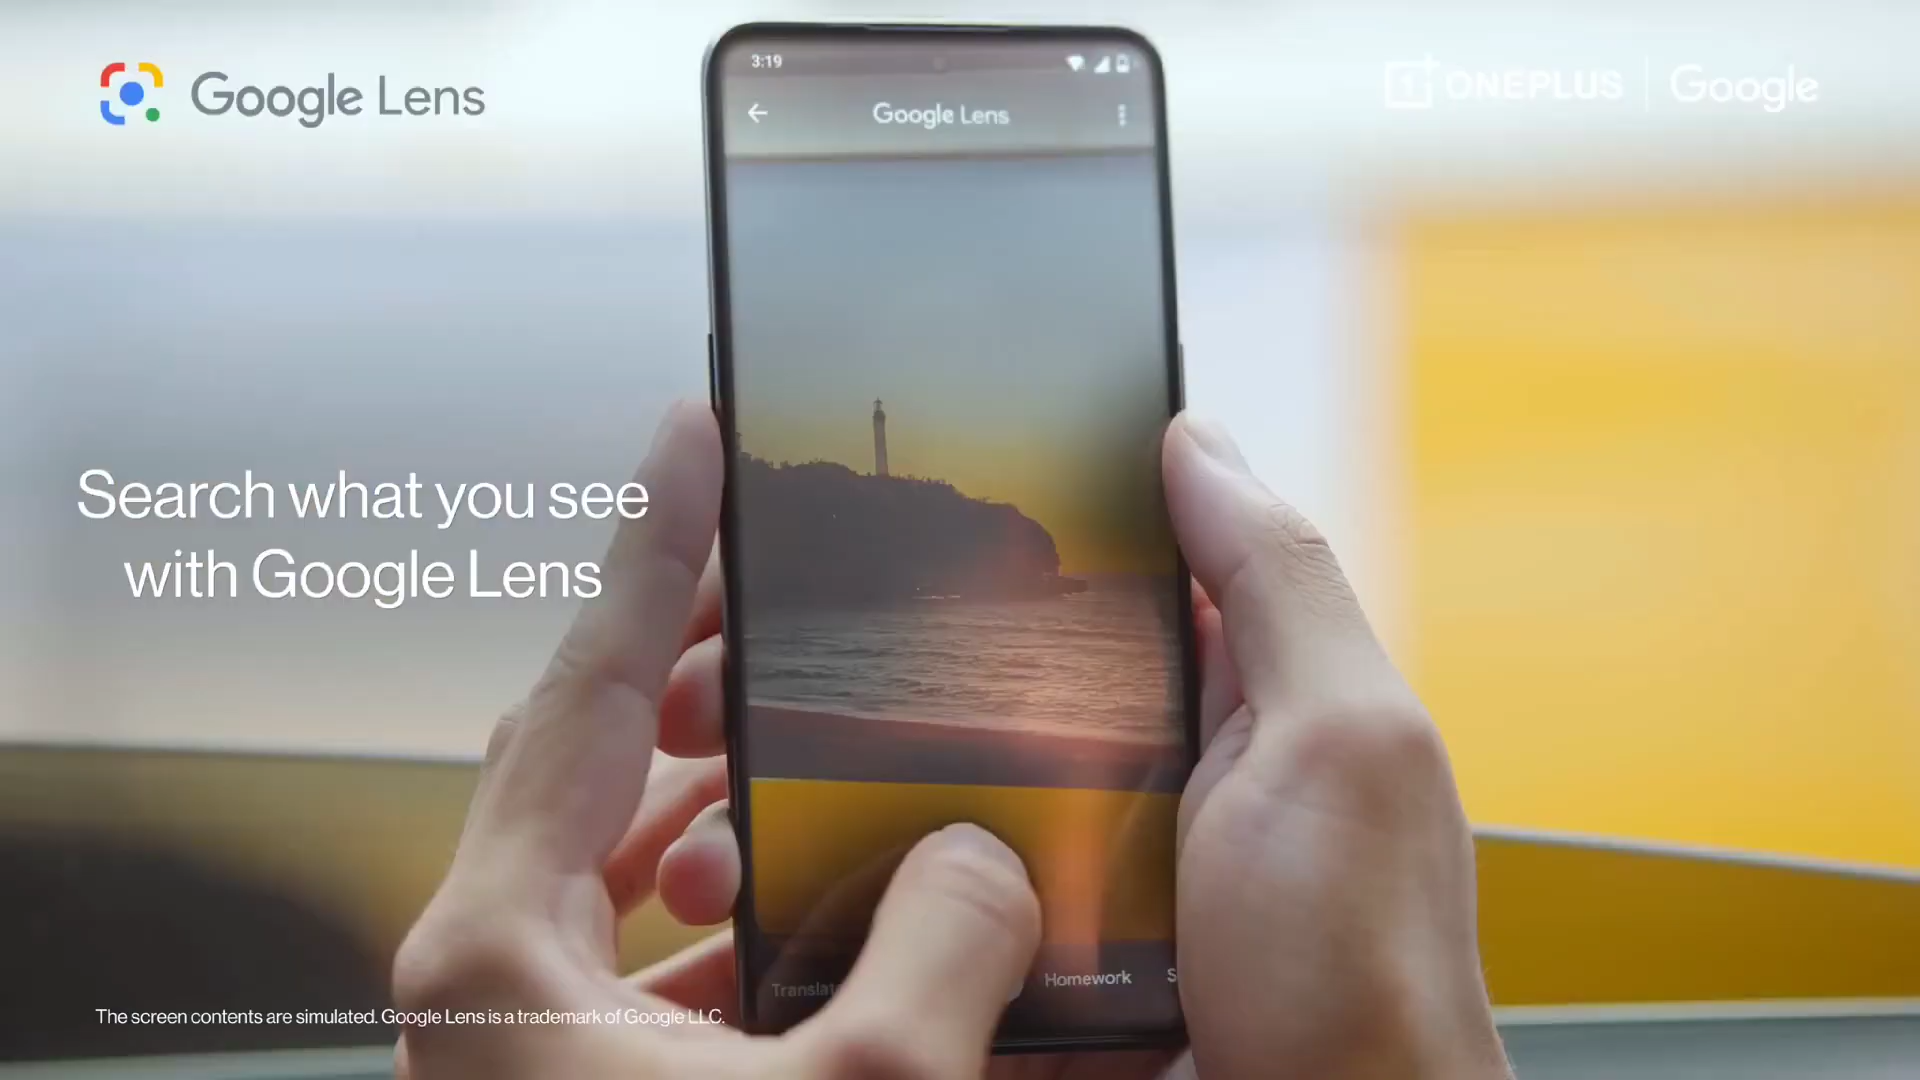 Google Lens
ONEPLUS | Google
3:19
Google Lens
Search what you see
with Google Lens
Homework
The screen contents are simulated. Google Lens is a trademark of Google LLC.